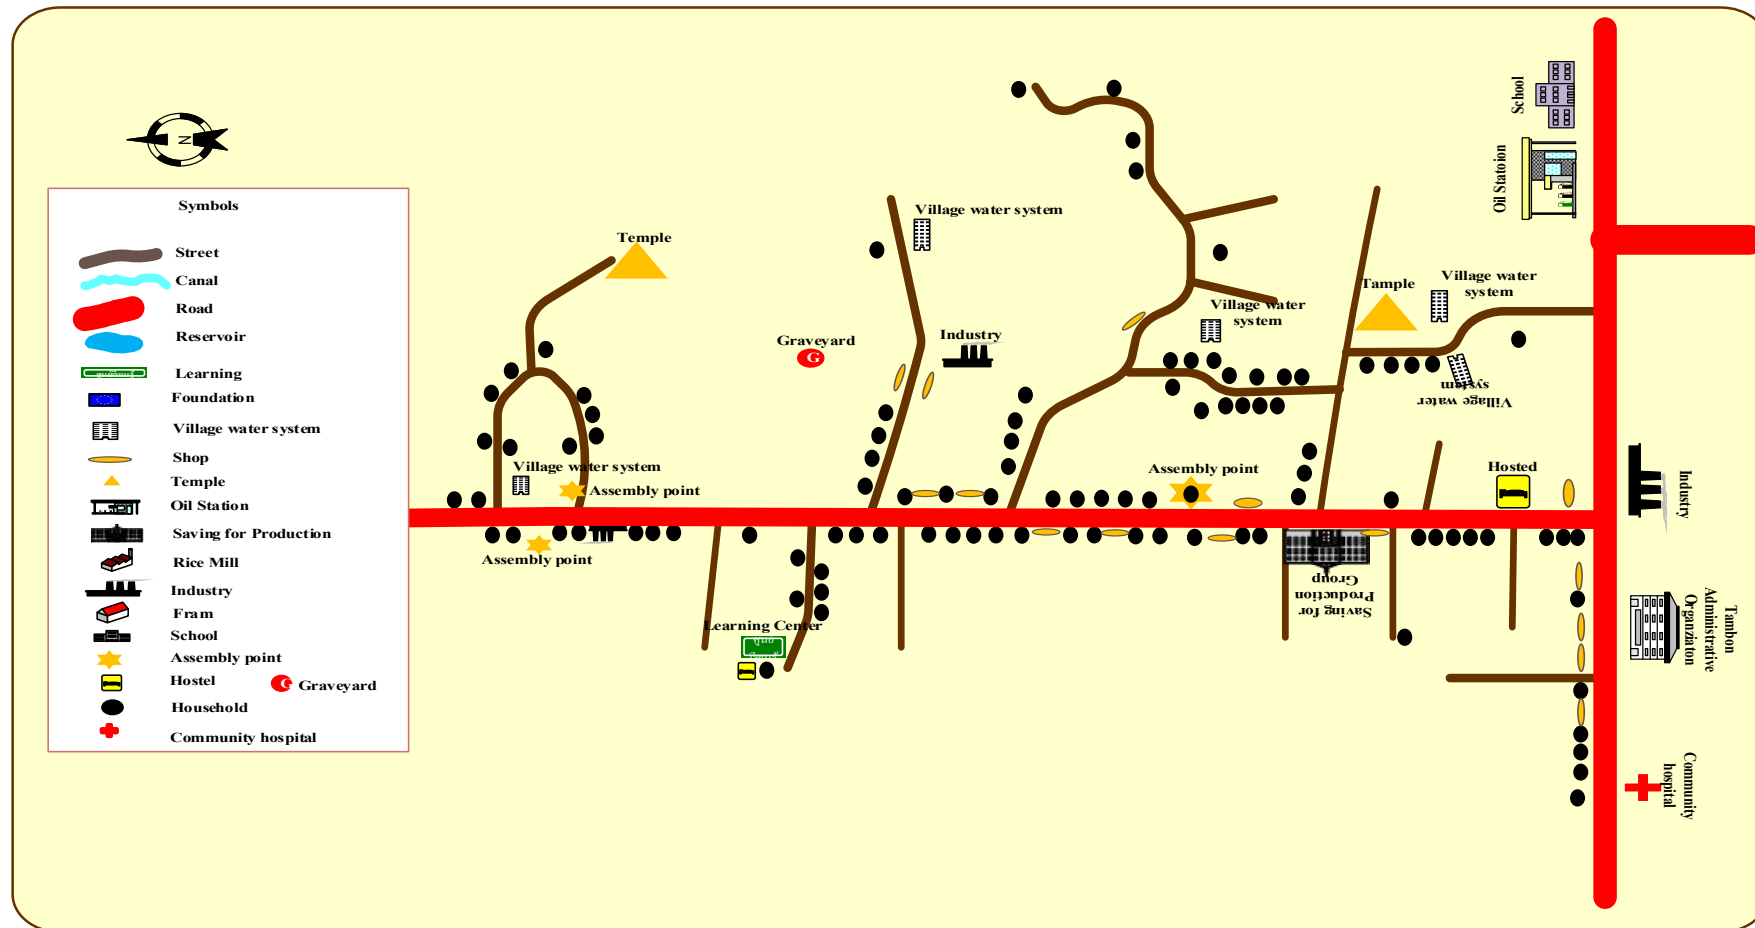 N
Symbols
Street
Canal
Road
Reservoir
Learning
Foundation
Village water system
Shop
Temple
Oil Station
Saving for Production
Rice Mill
Industry
Fram
School
Assembly point
Hostel
Graveyard
Household
Community hospital
Temple
Village water system
Graveyard
Industry
Village water
system
Tample
Village water
system
Village water
system
School
Oil Statoion
Village water system
Assembly point
Assembly point
Assembly point
Hosted
Industry
Learning Center
Saving for
Production
Group
Tambon
Administrative
Organziaton
Community
hospital